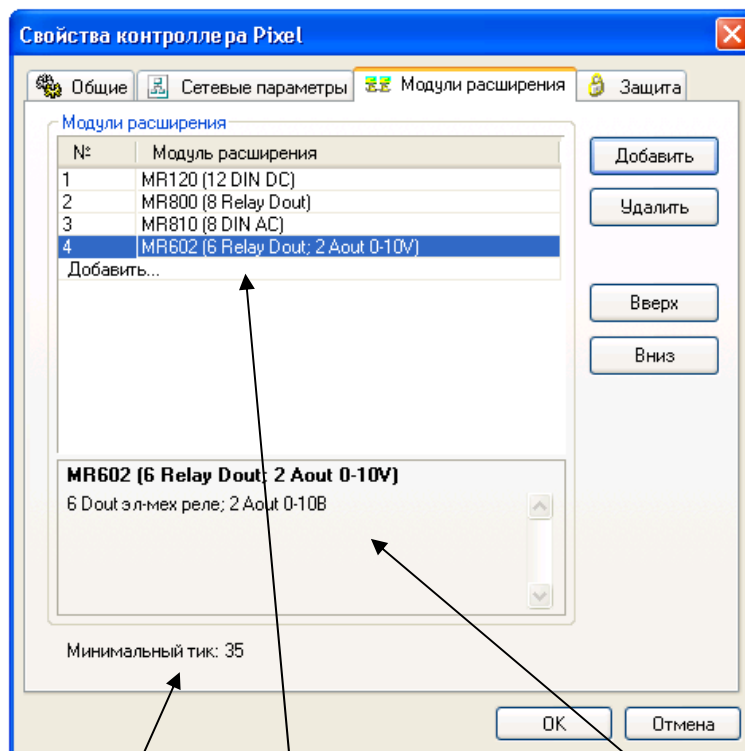 Свойства контроллера Pixel
Общие Сетевые параметры Модули расширения Защита
Модули расширения
№ Модуль расширения
1 MR120 (12 DIN DC)
2 MR800 (8 Relay Dout)
3 MR810 (8 DIN AC)
4 MR602 (6 Relay Dout; 2 Aout 0-10V)
Добавить...
Добавить
Удалить
Вверх
Вниз
MR602 (6 Relay Dout; 2 Aout 0-10V)
6 Dout эл-мех реле; 2 Aout 0-10В
Минимальный тик: 35
OK Отмена